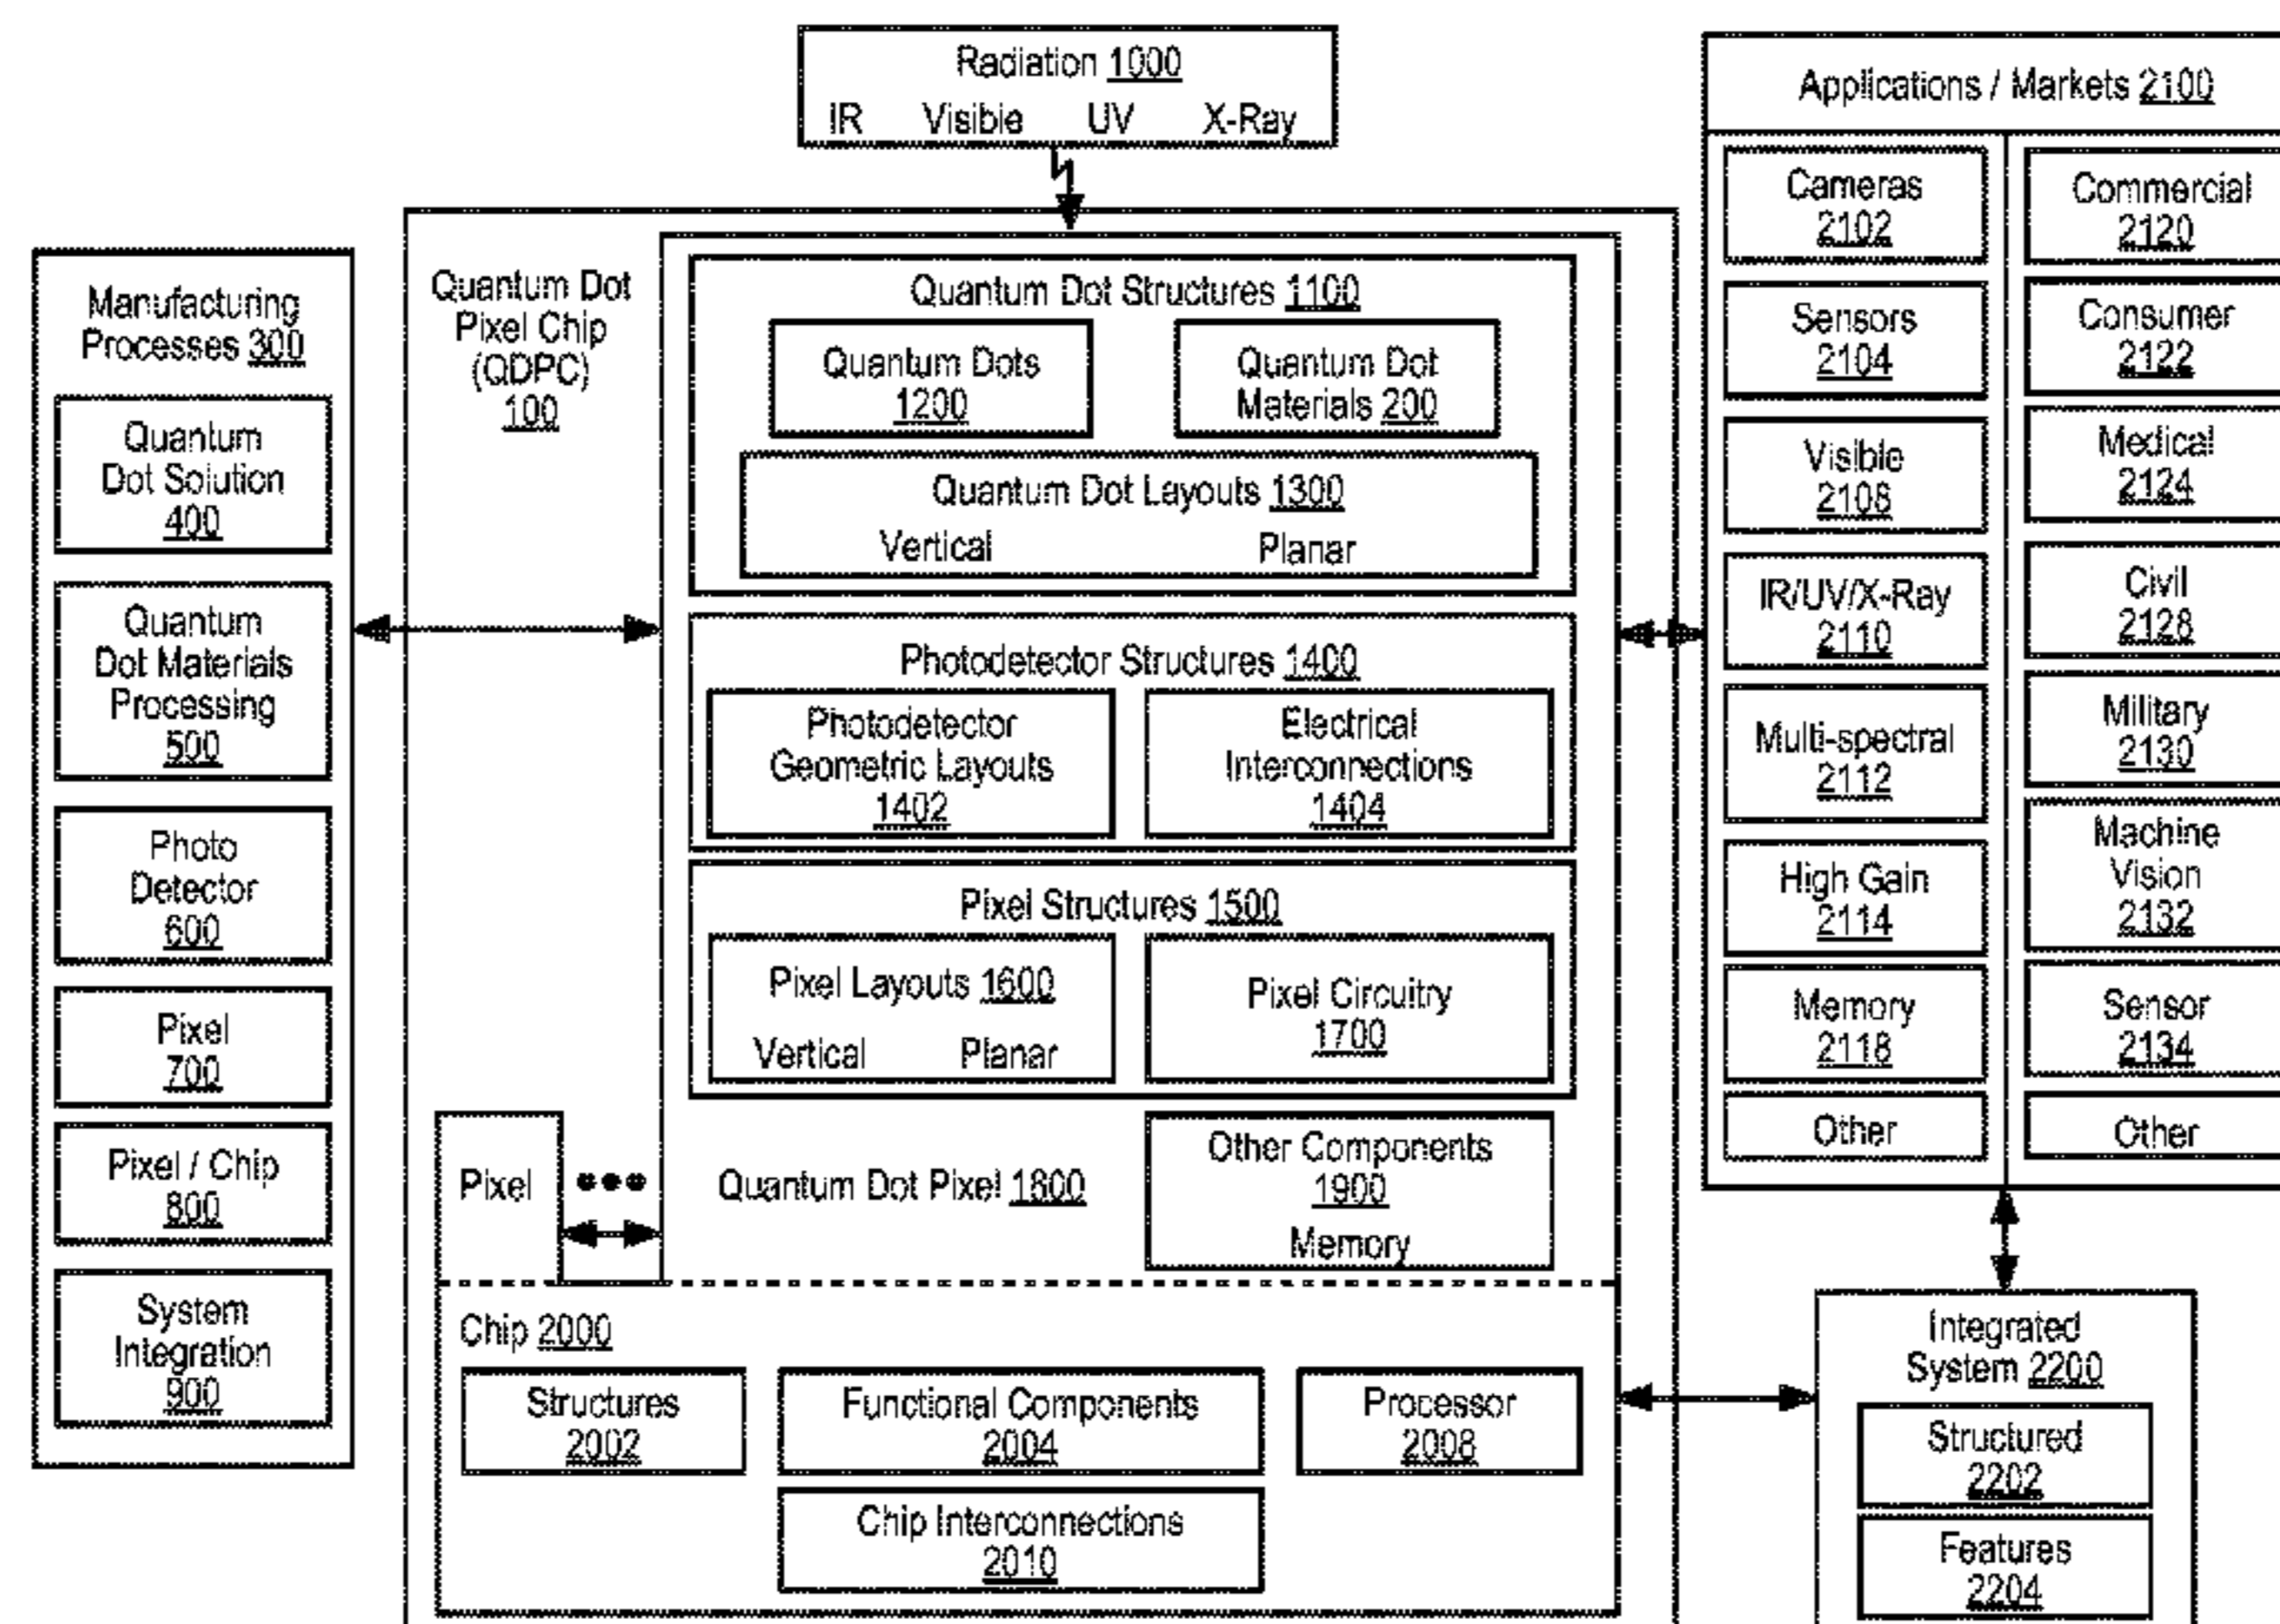 Radiation 1000
IR Visible UV X-Ray
Manufacturing
Processes 300
Quantum
Dot Solution
400
Quantum
Dot Materials
Processing
500
Photo
Detector
600
Pixel
700
Pixel / Chip
800
System
Integration
900
Quantum Dot
Pixel Chip
(QDPC)
100
Quantum Dot Structures 1100
Quantum Dots
1200
Quantum Dot
Materials 200
Quantum Dot Layouts 1300
Vertical Planar
Photodetector Structures 1400
Photodetector
Geometric Layouts
1402
Electrical
Interconnections
1404
Pixel Structures 1500
Pixel Layouts 1600
Vertical Planar
Pixel Circuitry
1700
Pixel
Quantum Dot Pixel 1800
Other Components
1900
Memory
Chip 2000
Structures
2002
Functional Components
2004
Processor
2008
Chip Interconnections
2010
Applications / Markets 2100
Cameras
2102
Sensors
2104
Visible
2108
IR/UV/X-Ray
2110
Multi-spectral
2112
High Gain
2114
Memory
2118
Other
Commercial
2120
Consumer
2122
Medical
2124
Civil
2128
Military
2130
Machine
Vision
2132
Sensor
2134
Other
Integrated
System 2200
Structured
2202
Features
2204